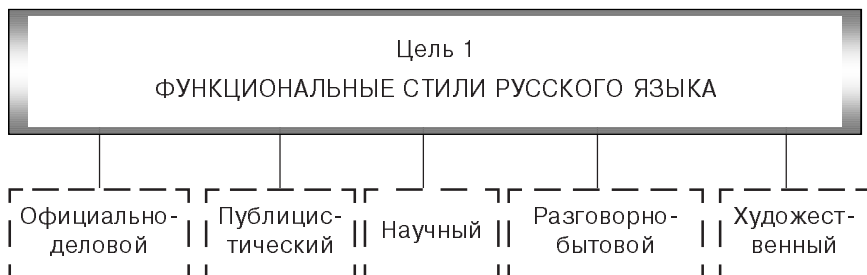 Цель 1
ФУНКЦИОНАЛЬНЫЕ СТИЛИ РУССКОГО ЯЗЫКА
Официально-
деловой
Публицис-
тический
Научный
Разговорно-
бытовой
Художест-
венный